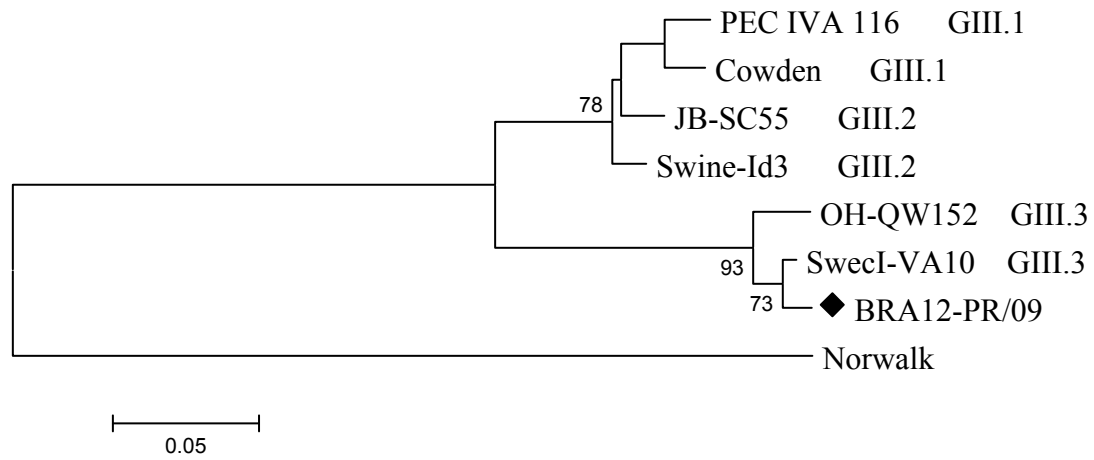 PEC IVA 116 GIII.1
Cowden GIII.1
78
JB-SC55 GIII.2
Swine-Id3 GIII.2
OH-QW152 GIII.3
93
SwecI-VA10 GIII.3
73
BRA12-PR/09
Norwalk
0.05